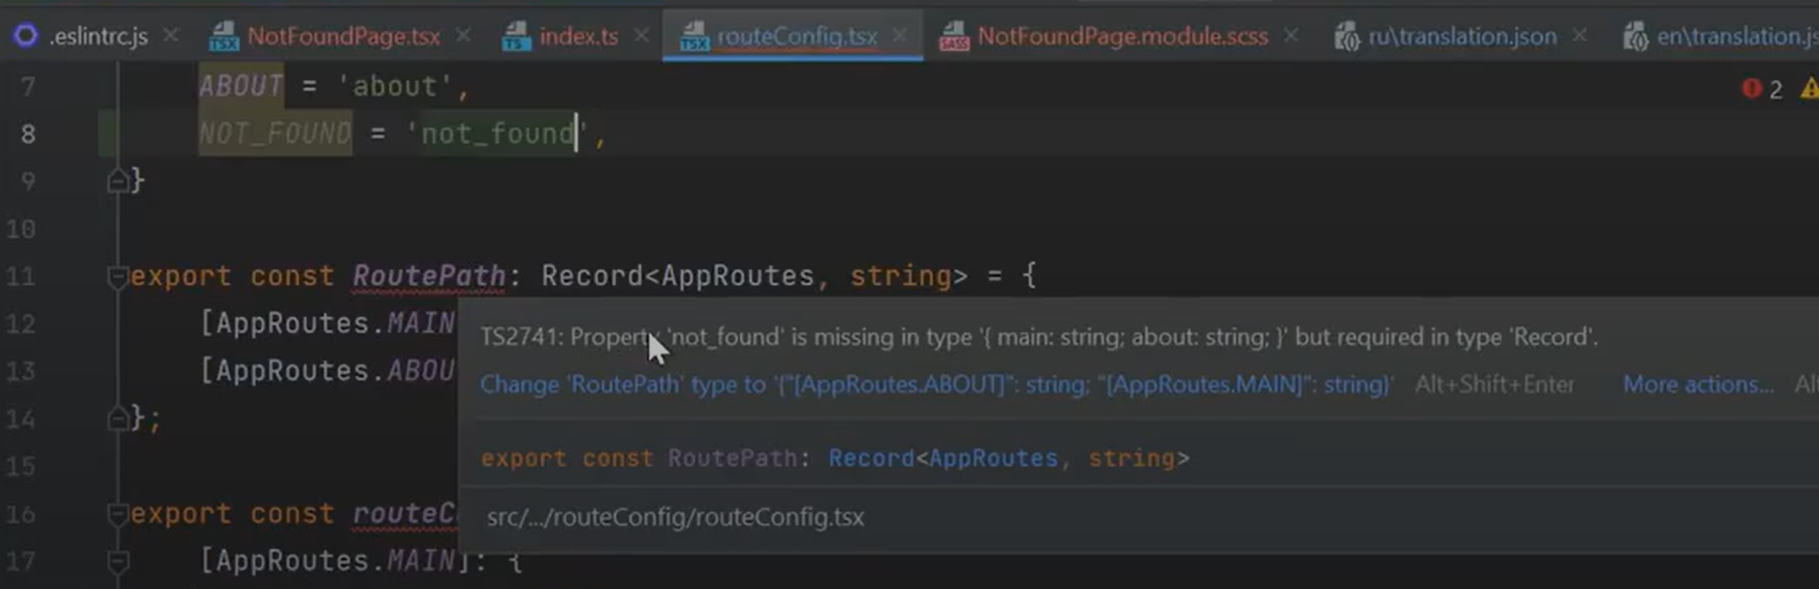 .eslintrc.js NotFoundPage.tsx index.ts routeConfig.tsx NotFoundPage.module.scss ru\translation.json en\translation.js
7 ABOUT = 'about', 2
8 NOT_FOUND = 'not_found',
9 }
10
11 export const RoutePath: Record<AppRoutes, string> = {
12 [AppRoutes.MAIN
TS2741: Property 'not_found' is missing in type '{ main: string; about: string; }' but required in type 'Record'.
13 [AppRoutes.ABOU
Change 'RoutePath' type to '{"[AppRoutes.ABOUT]": string; "[AppRoutes.MAIN]": string}' Alt+Shift+Enter More actions... Al
14 };
15 export const RoutePath: Record<AppRoutes, string>
16 export const routeC
src/.../routeConfig/routeConfig.tsx
17 [AppRoutes.MAIN]: {